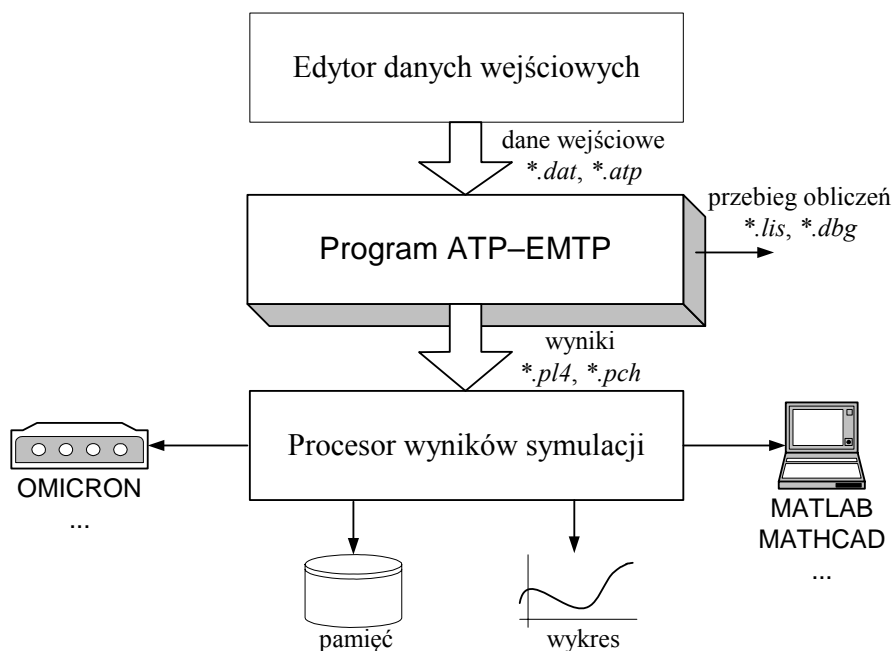 Edytor danych wejściowych
dane wejściowe
*.dat, *.atp
przebieg obliczeń
*.lis, *.dbg
Program ATP–EMTP
wyniki
*.pl4, *.pch
Procesor wyników symulacji
OMICRON
...
MATLAB
MATHCAD
...
pamięć
wykres